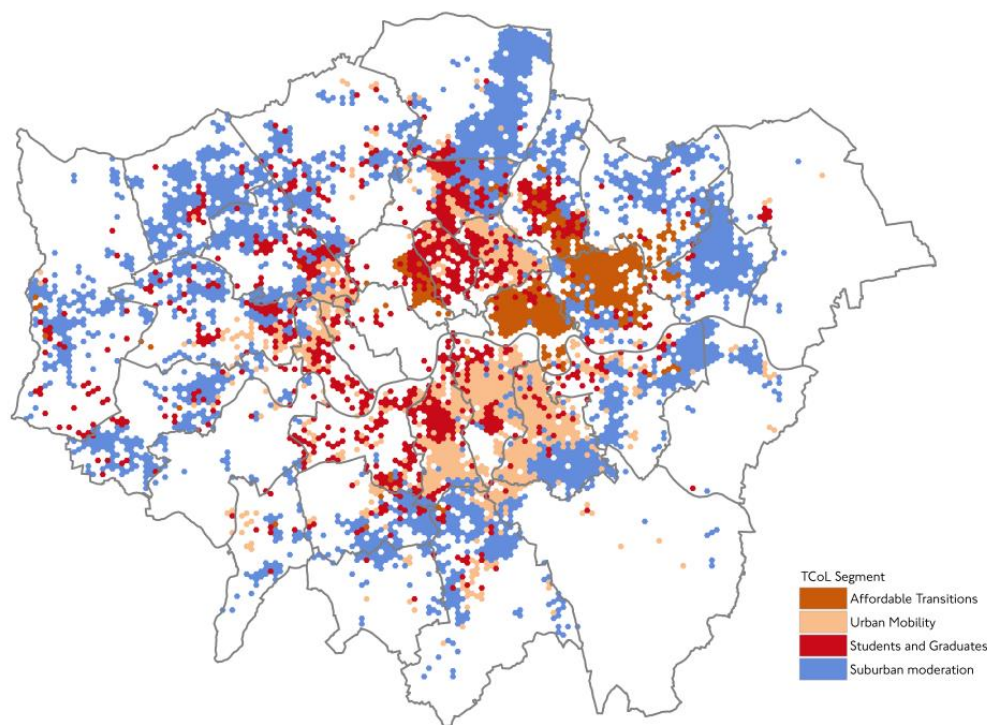 TCoL Segment
Affordable Transitions
Urban Mobility
Students and Graduates
Suburban moderation